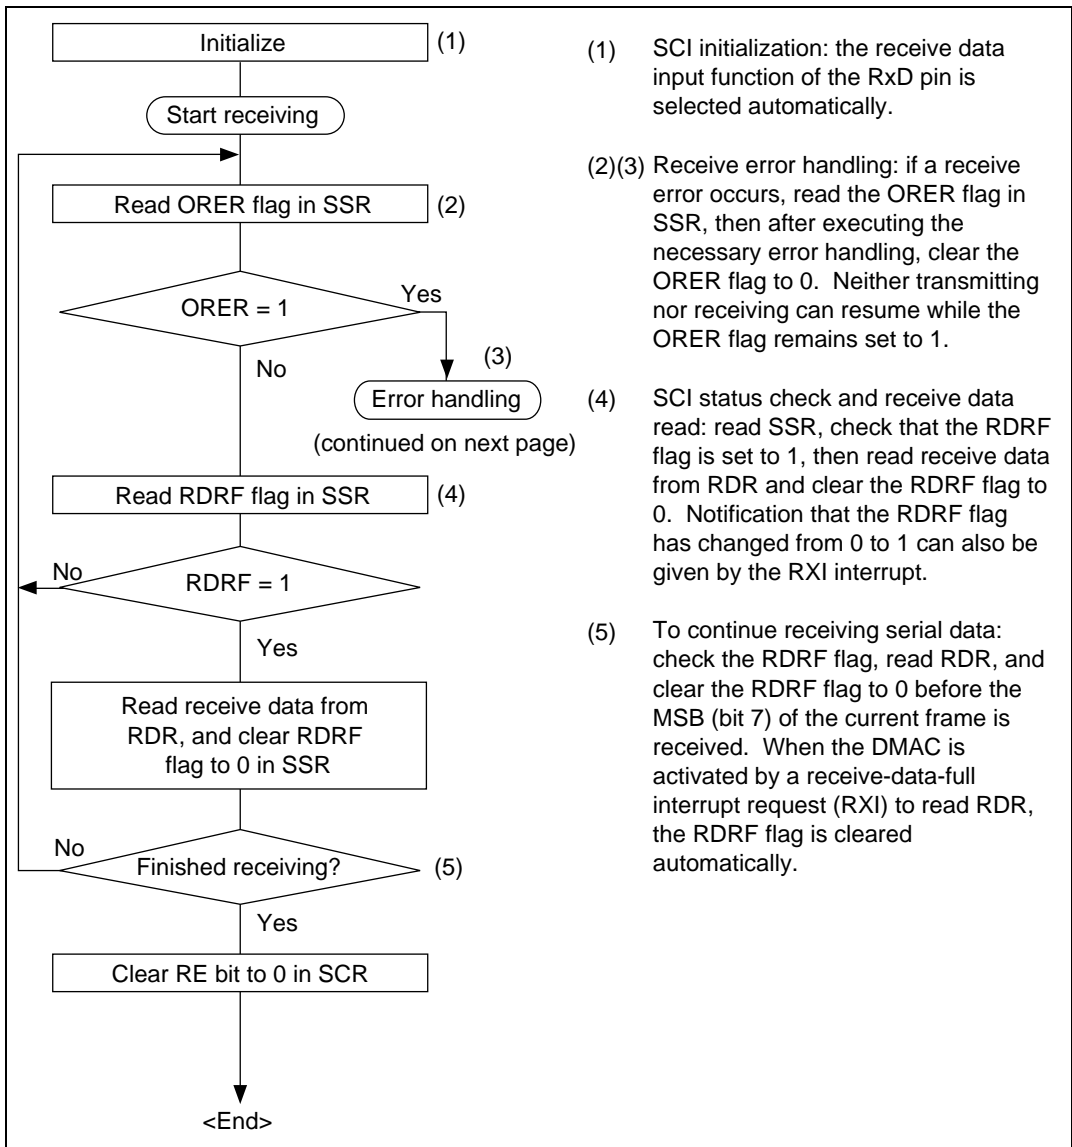 Initialize
(1)
Start receiving
Read ORER flag in SSR
(2)
ORER = 1
Yes
No
(3)
Error handling
(continued on next page)
Read RDRF flag in SSR
(4)
No
RDRF = 1
Yes
Read receive data from
RDR, and clear RDRF
flag to 0 in SSR
No
Finished receiving?
(5)
Yes
Clear RE bit to 0 in SCR
<End>
(1) SCI initialization: the receive data
input function of the RxD pin is
selected automatically.
(2)(3) Receive error handling: if a receive
error occurs, read the ORER flag in
SSR, then after executing the
necessary error handling, clear the
ORER flag to 0.  Neither transmitting
nor receiving can resume while the
ORER flag remains set to 1.
(4) SCI status check and receive data
read: read SSR, check that the RDRF
flag is set to 1, then read receive data
from RDR and clear the RDRF flag to
0.  Notification that the RDRF flag
has changed from 0 to 1 can also be
given by the RXI interrupt.
(5) To continue receiving serial data:
check the RDRF flag, read RDR, and
clear the RDRF flag to 0 before the
MSB (bit 7) of the current frame is
received.  When the DMAC is
activated by a receive-data-full
interrupt request (RXI) to read RDR,
the RDRF flag is cleared
automatically.